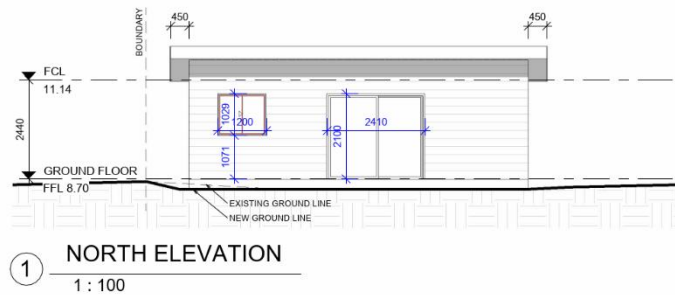 450
450
BOUNDARY
FCL
11.14
2440
1029
1200
1071
2100
2410
GROUND FLOOR
FFL 8.70
EXISTING GROUND LINE
NEW GROUND LINE
1
NORTH ELEVATION
1 : 100